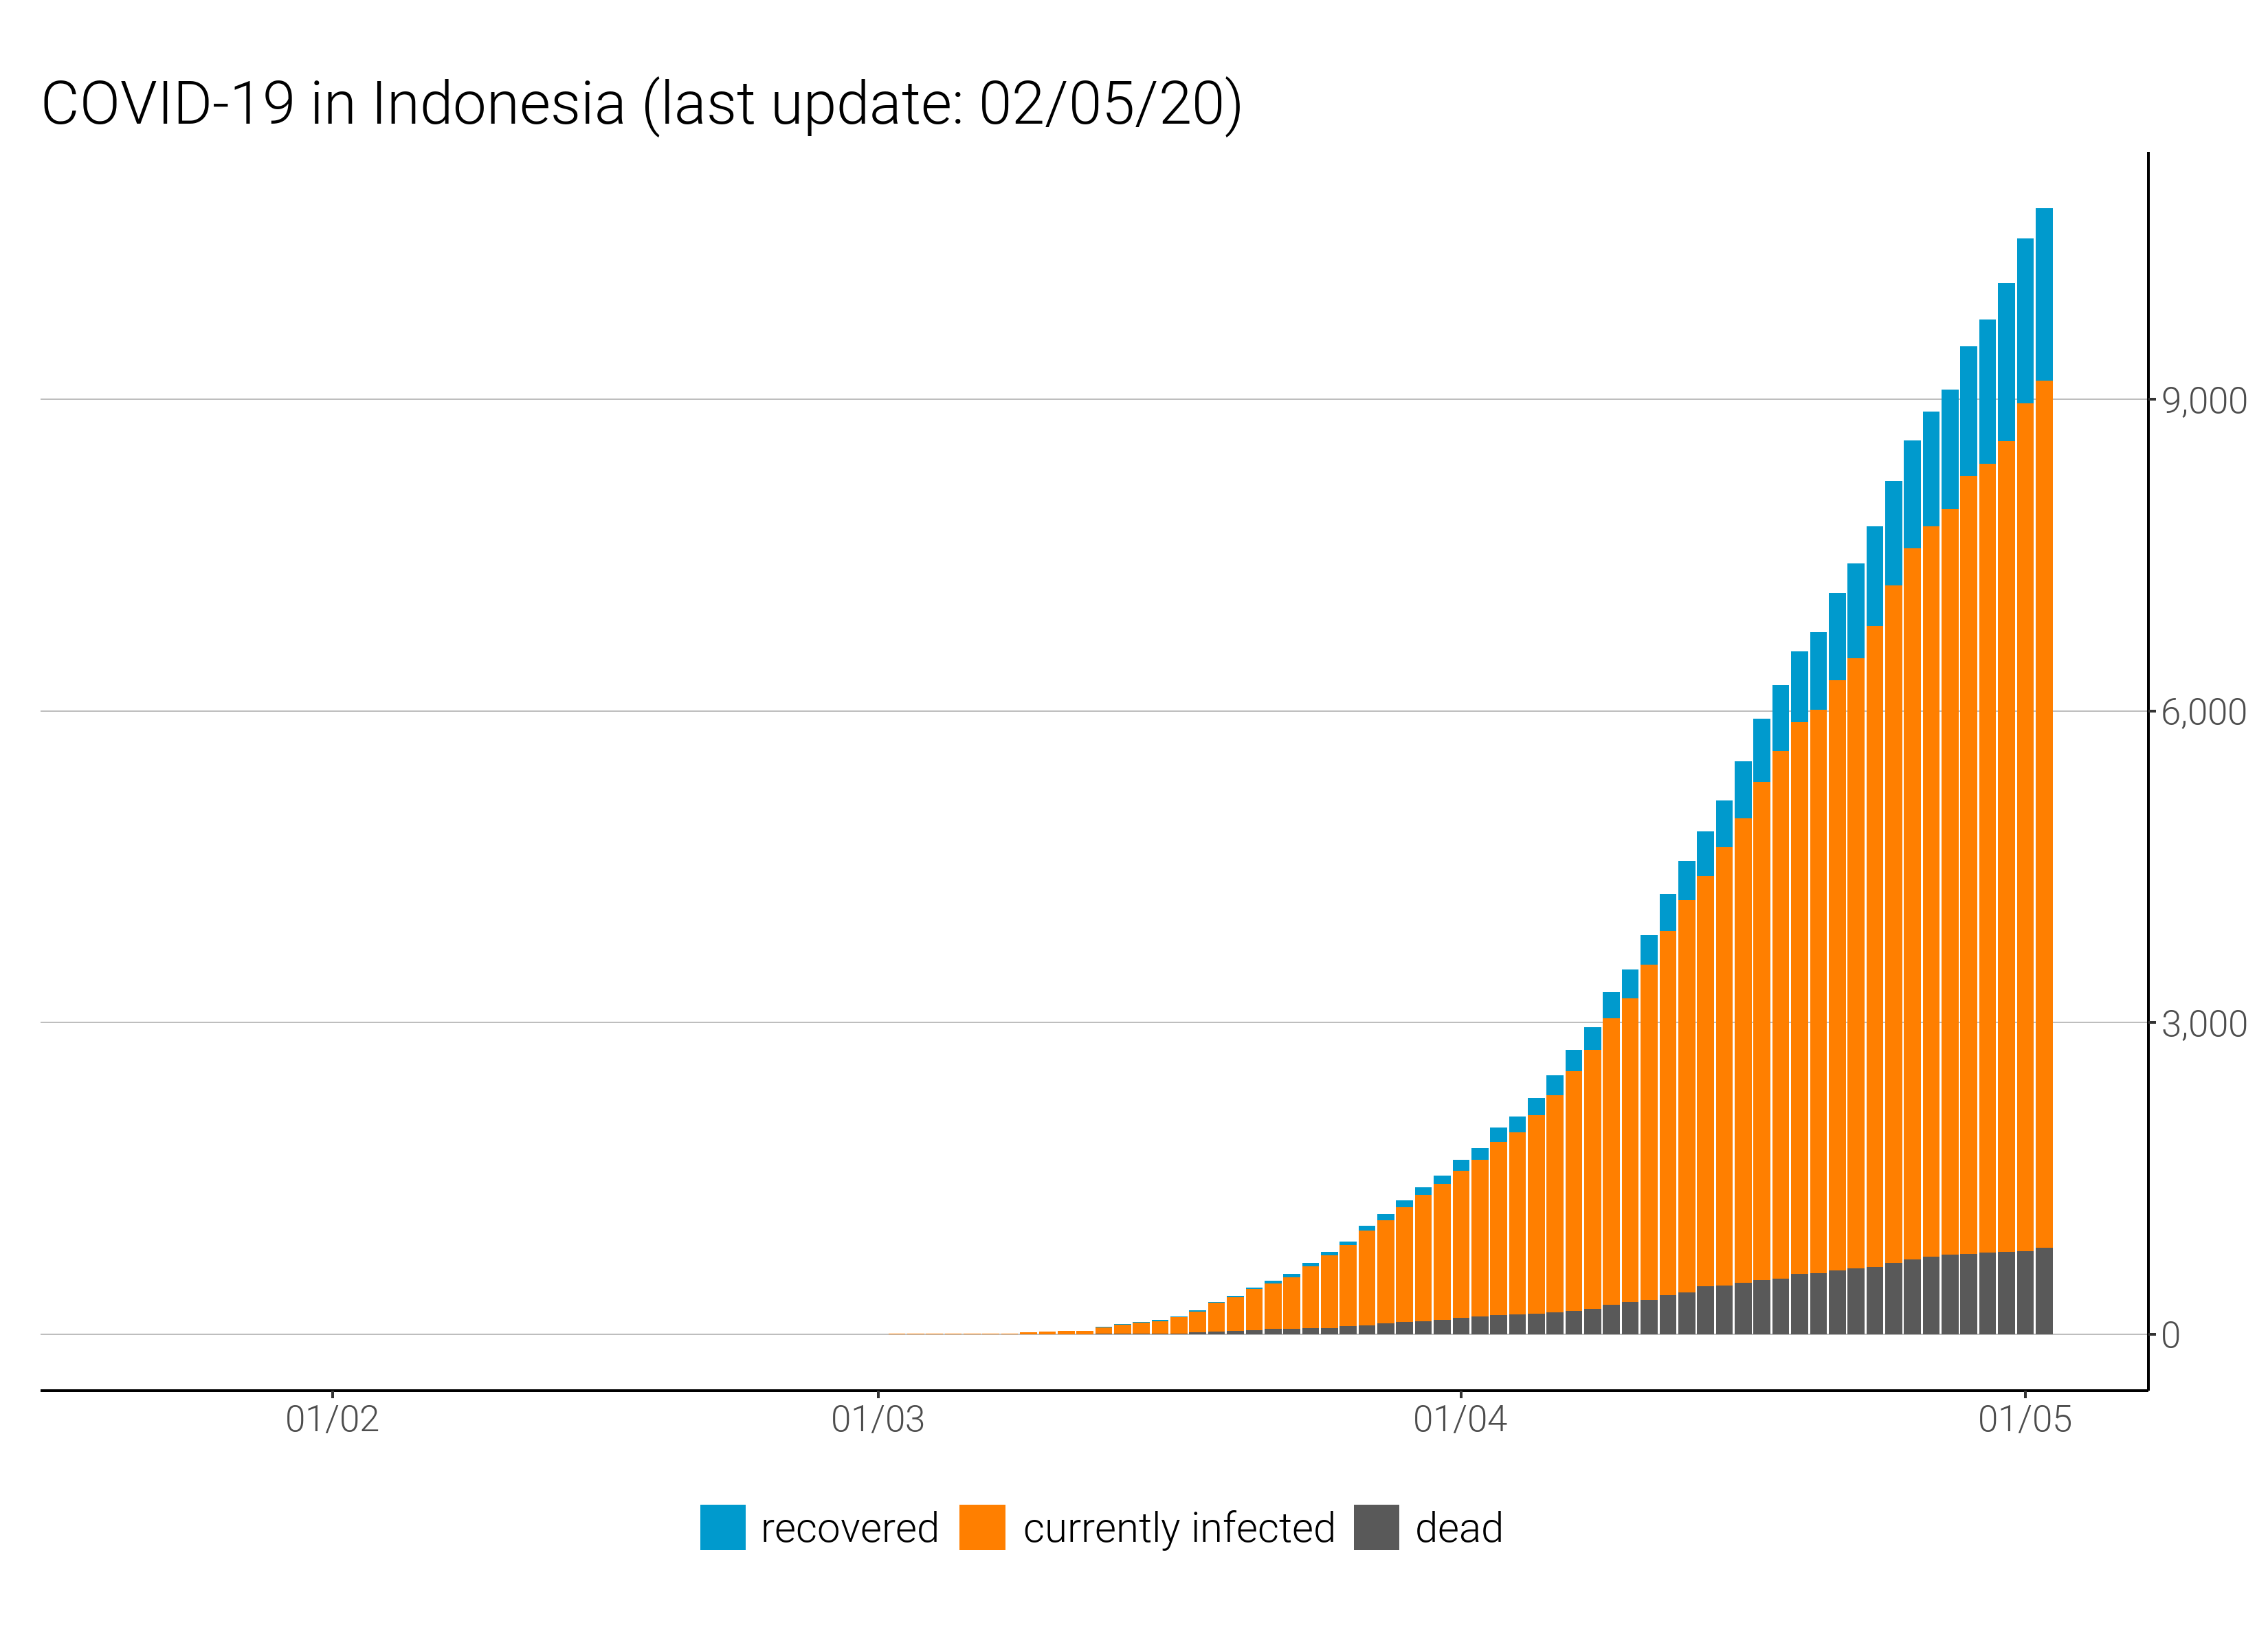 COVID-19 in Indonesia (last update: 02/05/20)
9,000
6,000
3,000
0
01/02 01/03 01/04 01/05
recovered currently infected dead